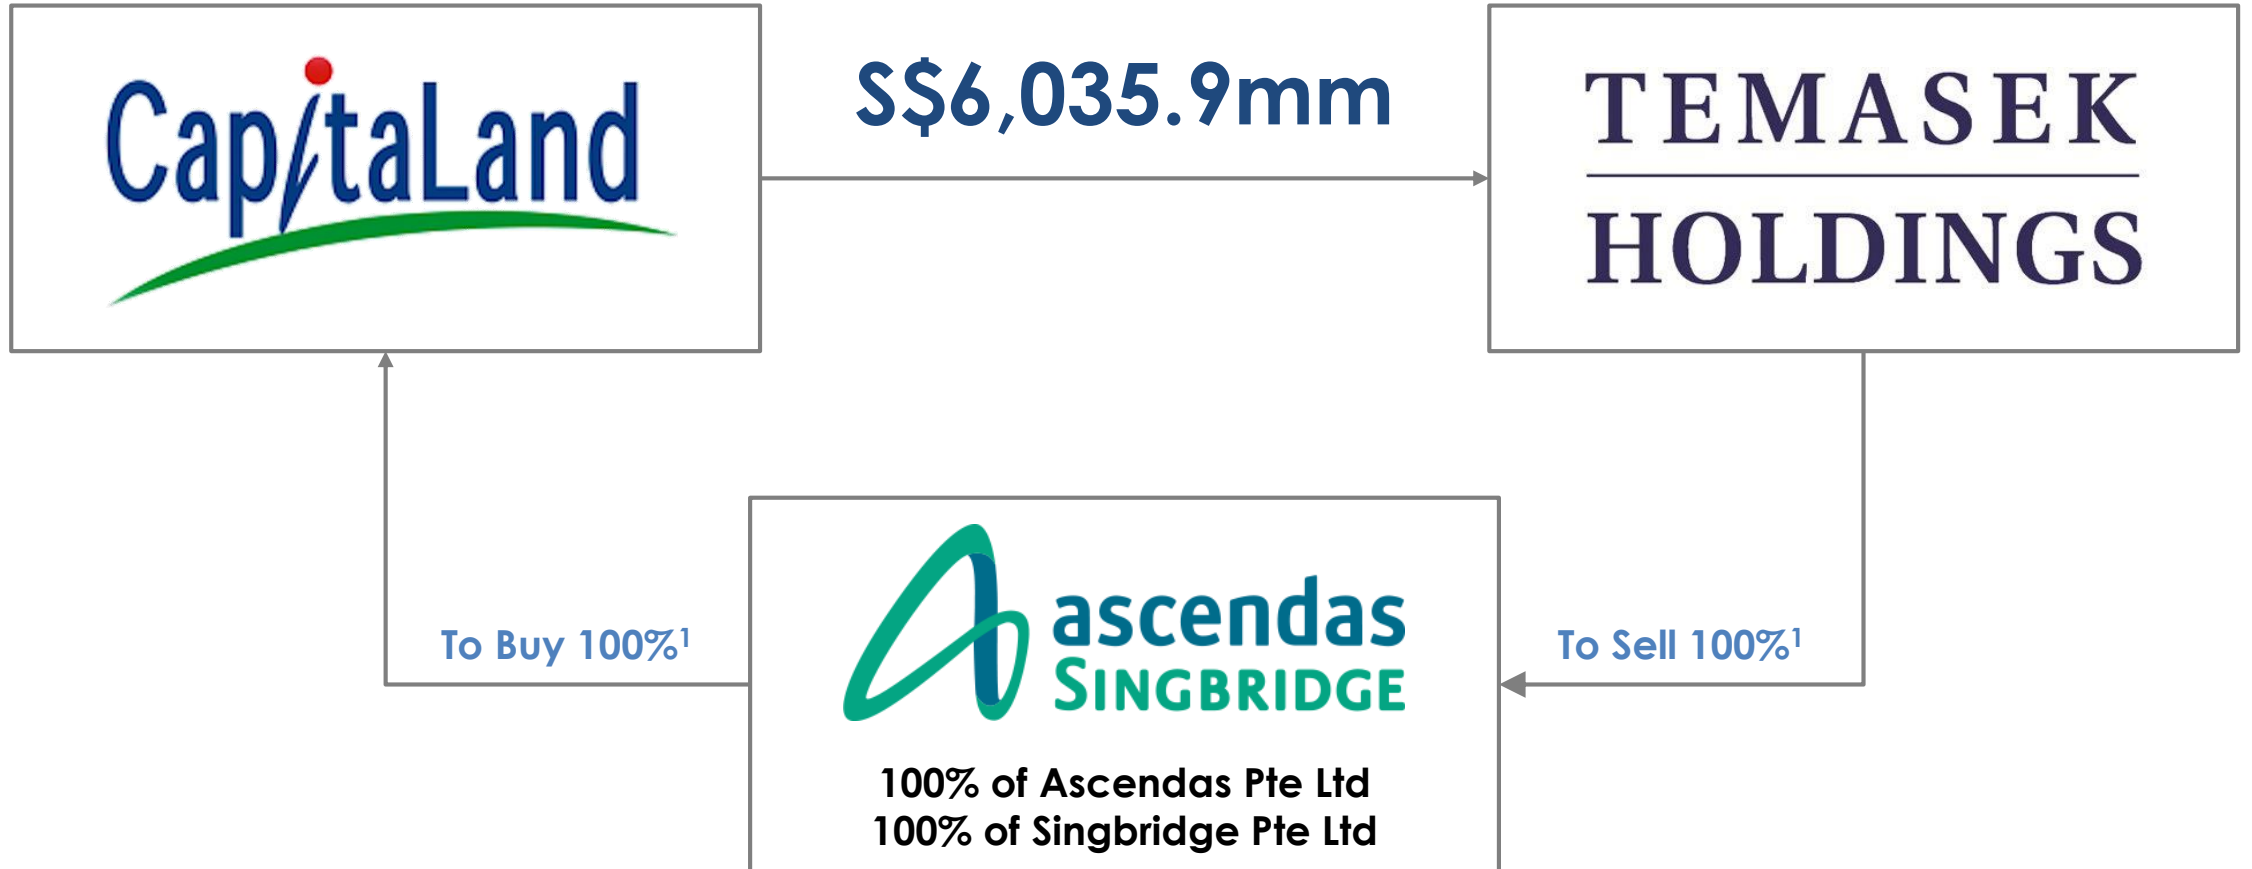 CapitaLand
S$6,035.9mm
TEMASEK
HOLDINGS
To Buy 100%¹
ascendas
SINGBRIDGE
To Sell 100%¹
100% of Ascendas Pte Ltd
100% of Singbridge Pte Ltd